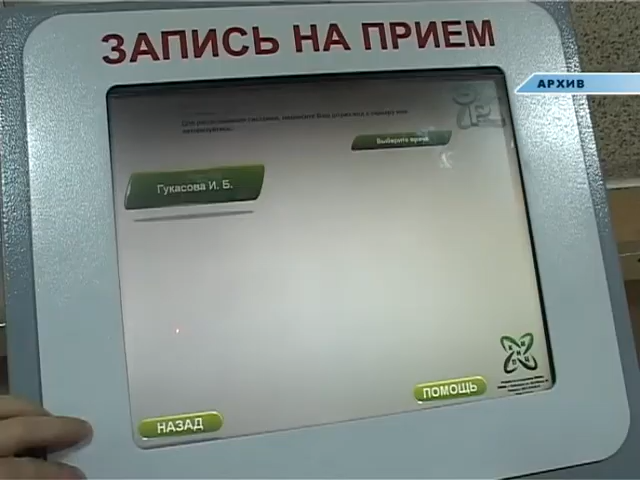 ЗАПИСЬ НА ПРИЕМ
АРХИВ
Выберите врача
Гукасова И. Б.
ПОМОЩЬ
НАЗАД